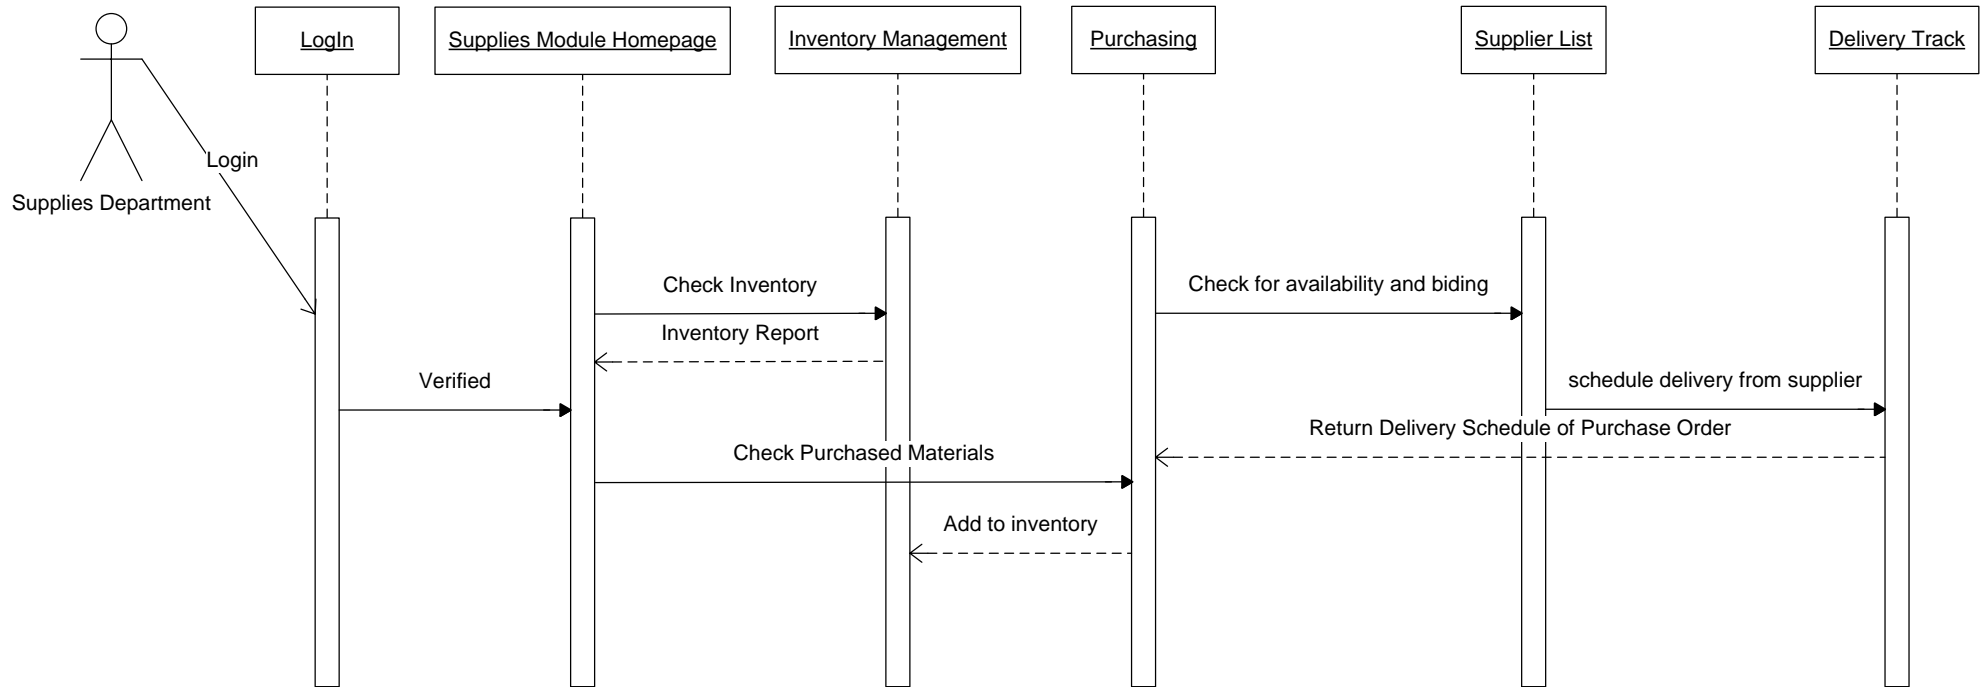 LogIn
Supplies Module Homepage
Inventory Management
Purchasing
Supplier List
Delivery Track
Login
Supplies Department
Check Inventory
Check for availability and biding
Inventory Report
Verified
schedule delivery from supplier
Return Delivery Schedule of Purchase Order
Check Purchased Materials
Add to inventory